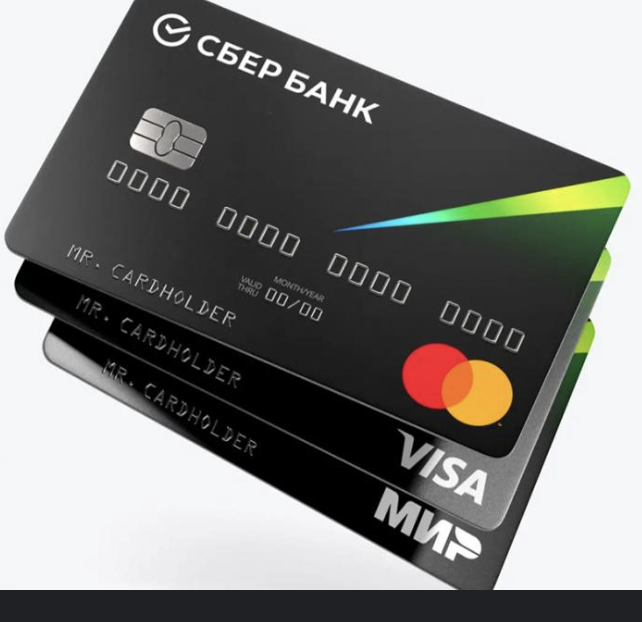 СБЕР БАНК
0000 0000 0000 0000
VALID THRU
MONTH/YEAR
00/00
MR. CARDHOLDER
MR. CARDHOLDER
VISA
MR. CARDHOLDER
МИР